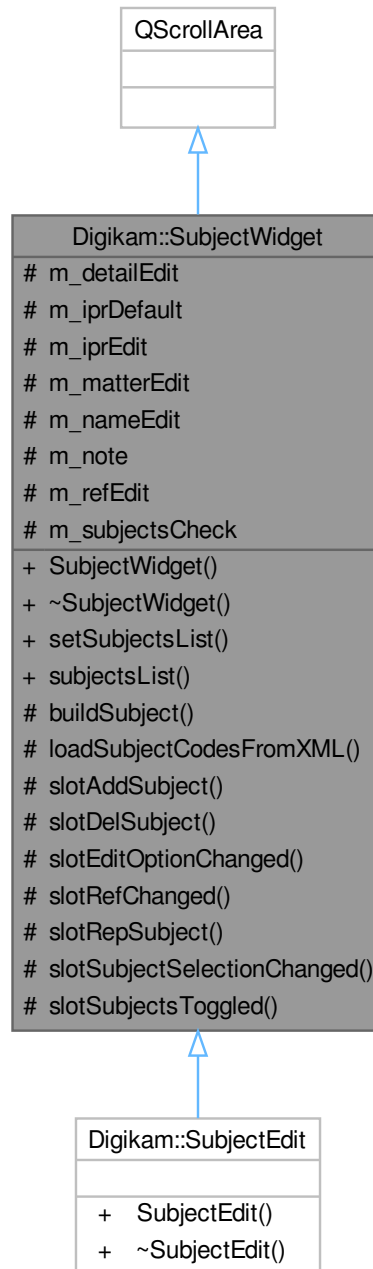 QScrollArea
Digikam::SubjectWidget
# m_detailEdit
# m_iprDefault
# m_iprEdit
# m_matterEdit
# m_nameEdit
# m_note
# m_refEdit
# m_subjectsCheck
+ SubjectWidget()
+ ~SubjectWidget()
+ setSubjectsList()
+ subjectsList()
# buildSubject()
# loadSubjectCodesFromXML()
# slotAddSubject()
# slotDelSubject()
# slotEditOptionChanged()
# slotRefChanged()
# slotRepSubject()
# slotSubjectSelectionChanged()
# slotSubjectsToggled()
Digikam::SubjectEdit
+ SubjectEdit()
+ ~SubjectEdit()